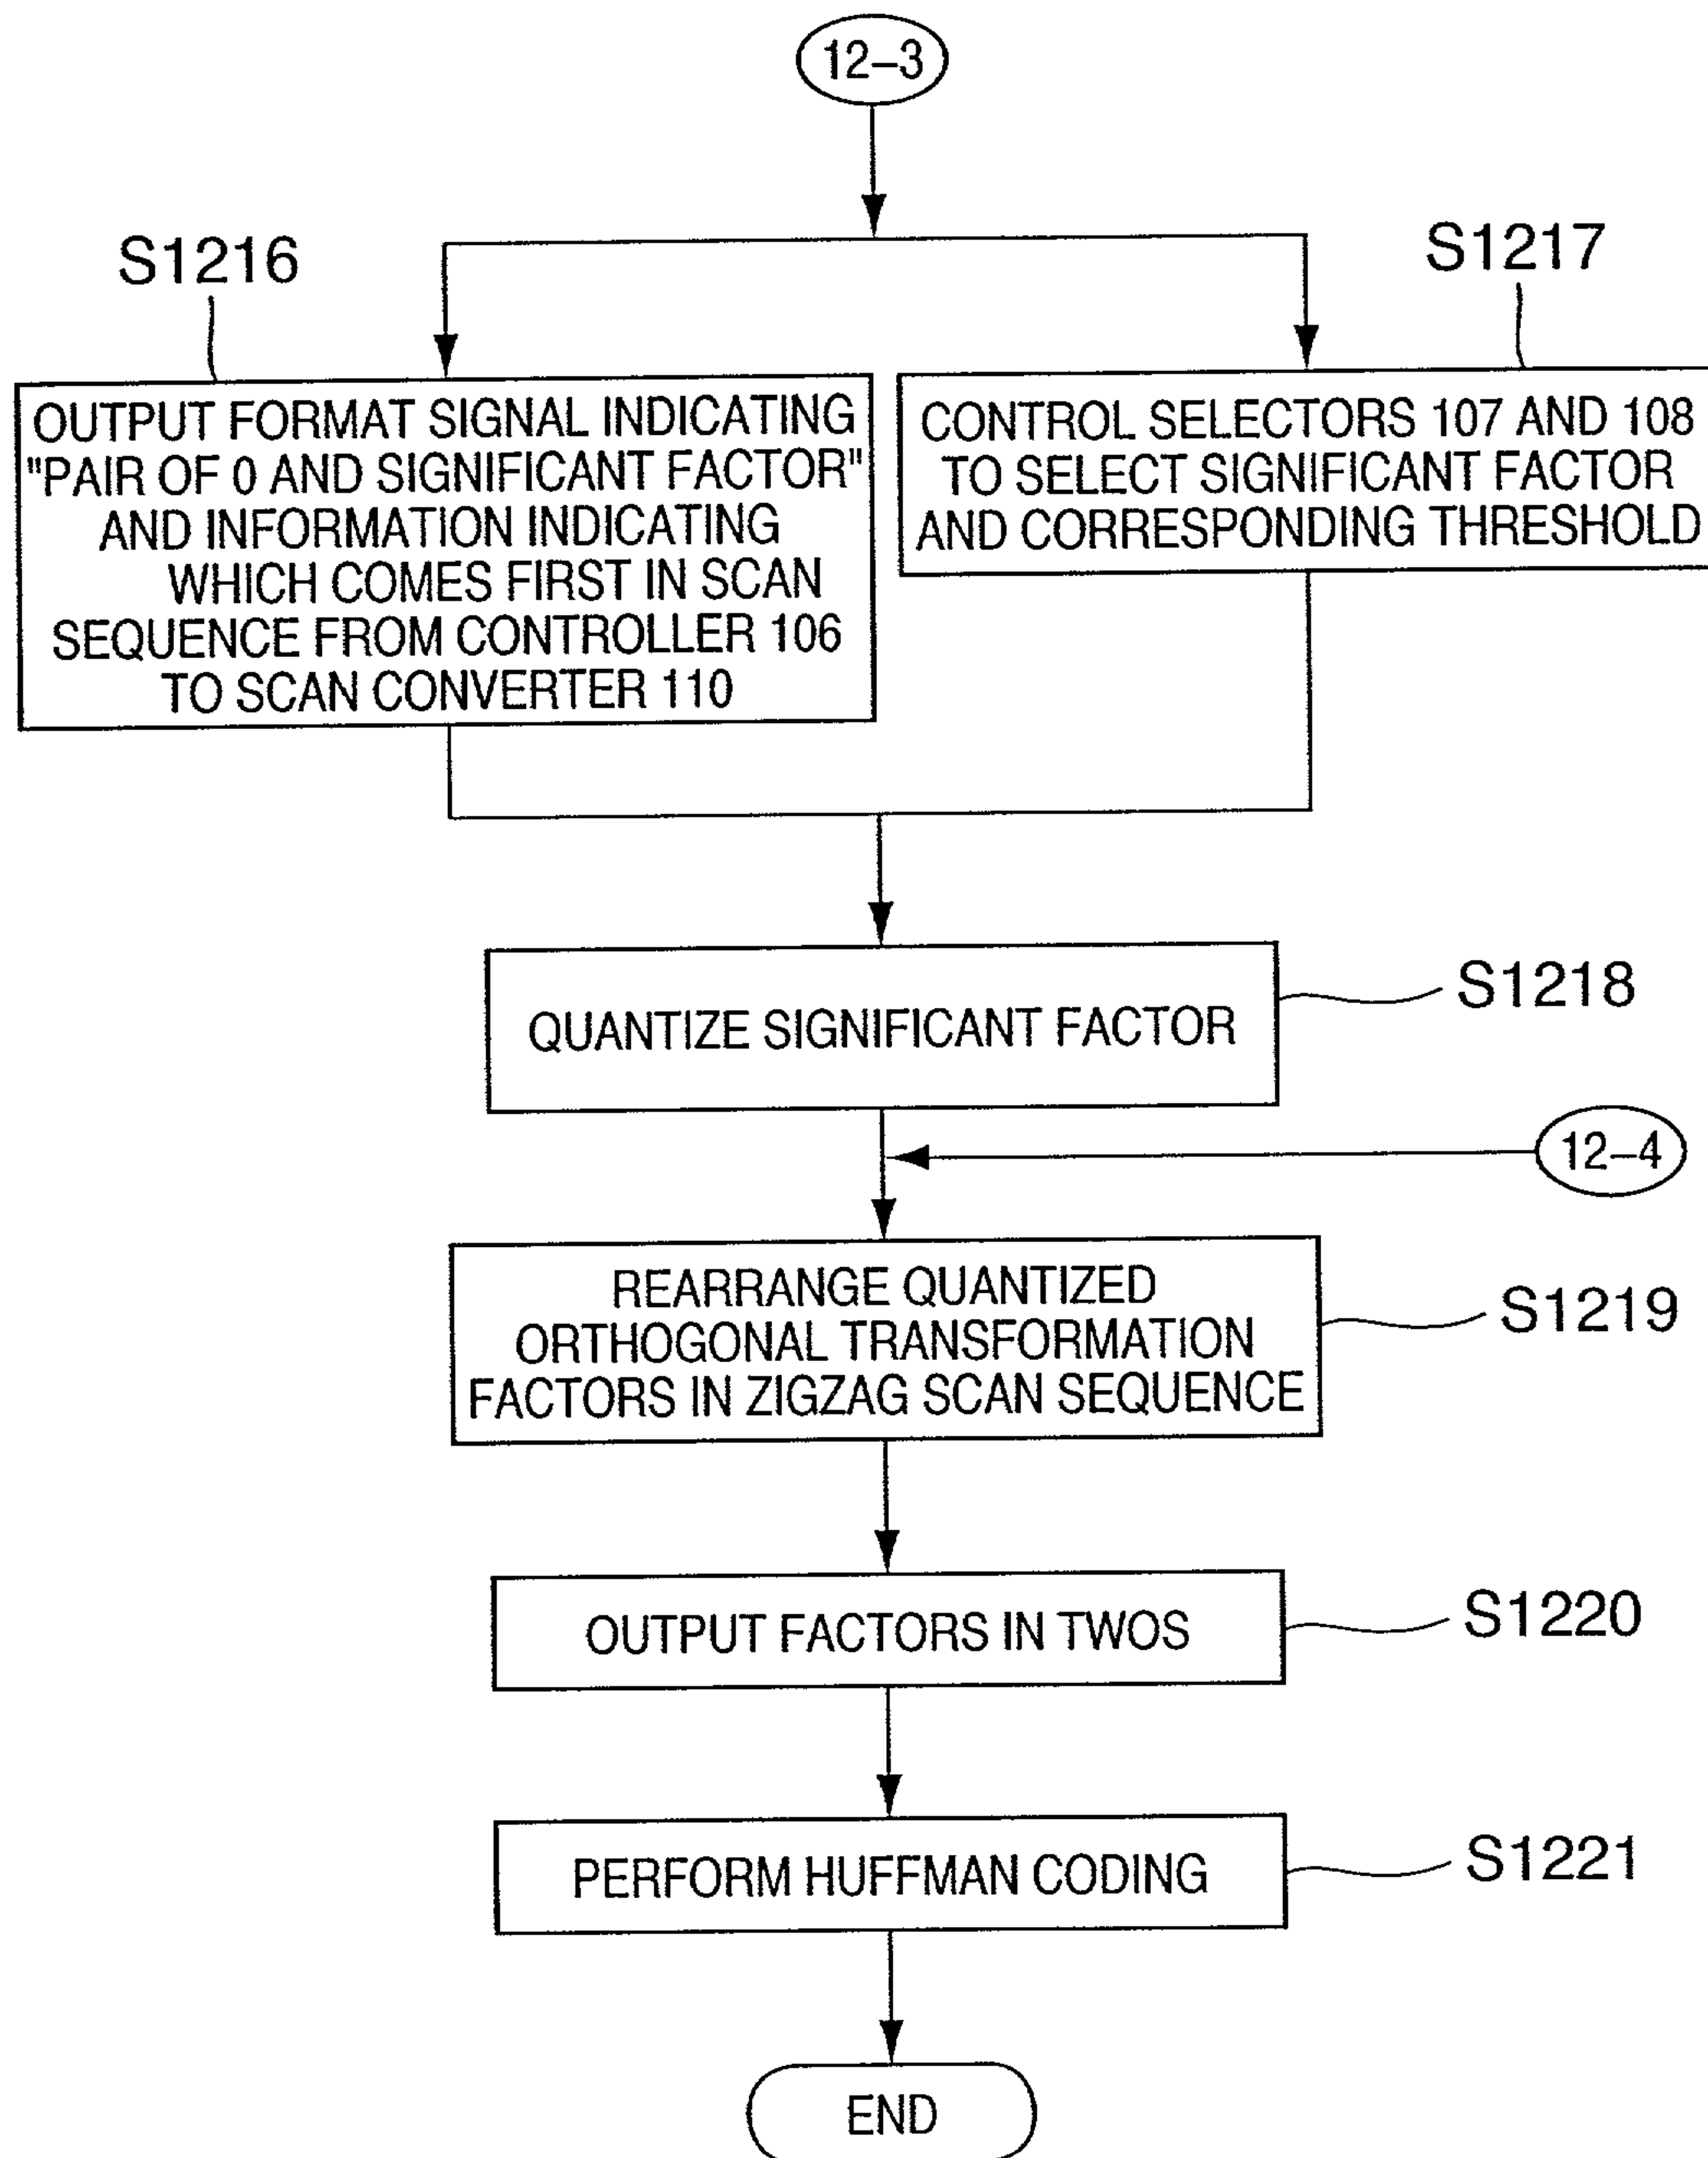 12–3
S1216
S1217
OUTPUT FORMAT SIGNAL INDICATING
"PAIR OF 0 AND SIGNIFICANT FACTOR"
AND INFORMATION INDICATING
WHICH COMES FIRST IN SCAN
SEQUENCE FROM CONTROLLER 106
TO SCAN CONVERTER 110
CONTROL SELECTORS 107 AND 108
TO SELECT SIGNIFICANT FACTOR
AND CORRESPONDING THRESHOLD
QUANTIZE SIGNIFICANT FACTOR
S1218
12–4
REARRANGE QUANTIZED
ORTHOGONAL TRANSFORMATION
FACTORS IN ZIGZAG SCAN SEQUENCE
S1219
OUTPUT FACTORS IN TWOS
S1220
PERFORM HUFFMAN CODING
S1221
END